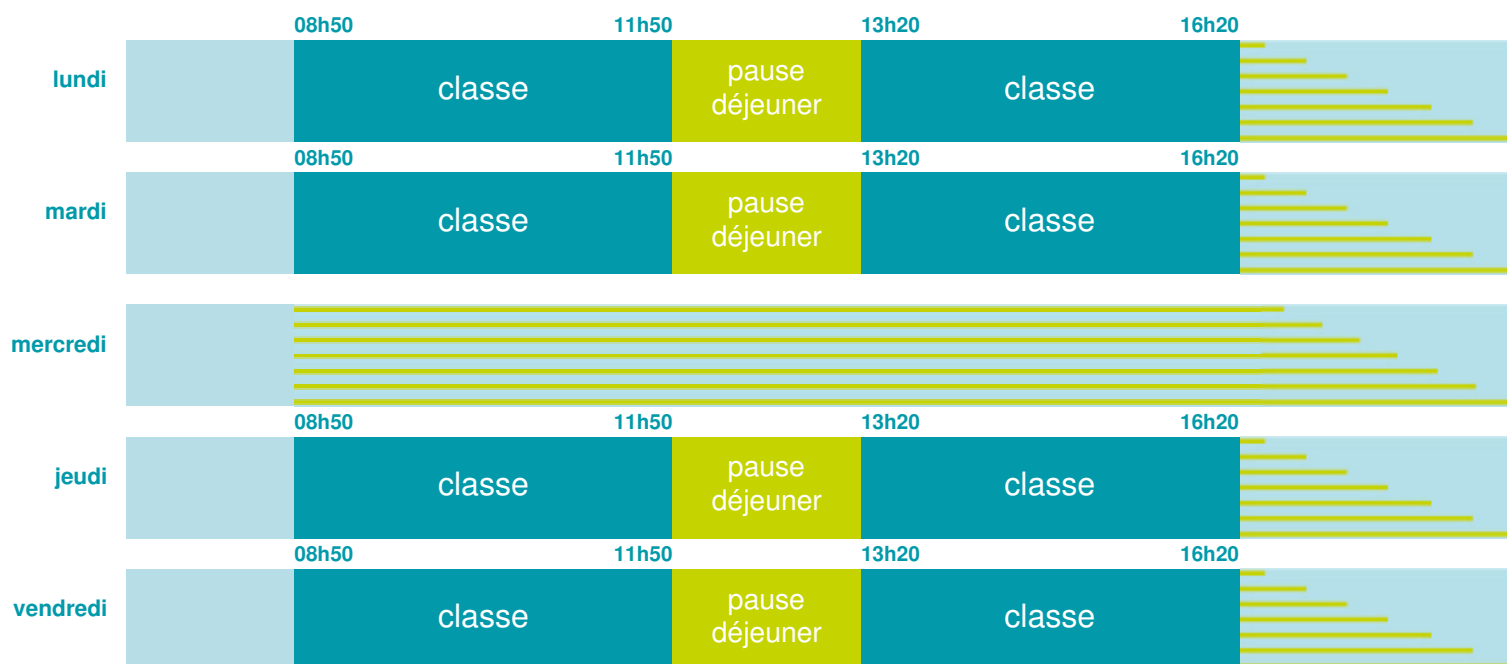 08h50 11h50 13h20 16h20
lundi classe pause déjeuner classe
08h50 11h50 13h20 16h20
mardi classe pause déjeuner classe
mercredi
08h50 11h50 13h20 16h20
jeudi classe pause déjeuner classe
08h50 11h50 13h20 16h20
vendredi classe pause déjeuner classe